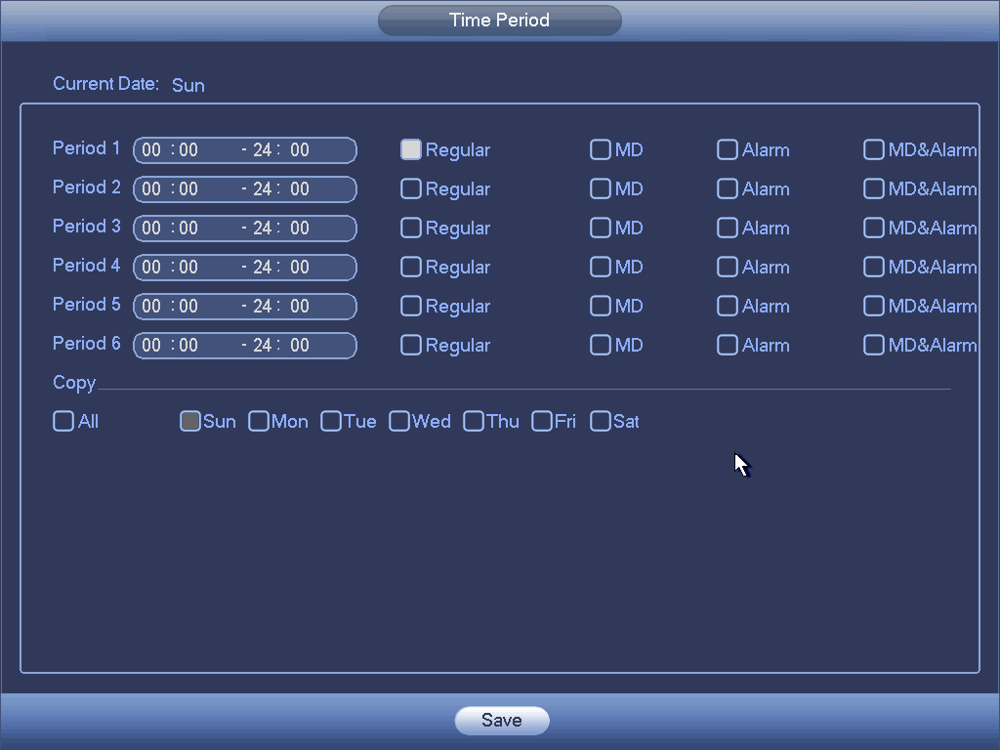 Time Period
Current Date: Sun
Period 1 00 :00 - 24: 00 Regular MD Alarm MD&Alarm
Period 2 00 :00 - 24: 00 Regular MD Alarm MD&Alarm
Period 3 00 :00 - 24: 00 Regular MD Alarm MD&Alarm
Period 4 00 :00 - 24: 00 Regular MD Alarm MD&Alarm
Period 5 00 :00 - 24: 00 Regular MD Alarm MD&Alarm
Period 6 00 :00 - 24: 00 Regular MD Alarm MD&Alarm
Copy
All Sun Mon Tue Wed Thu Fri Sat
Save